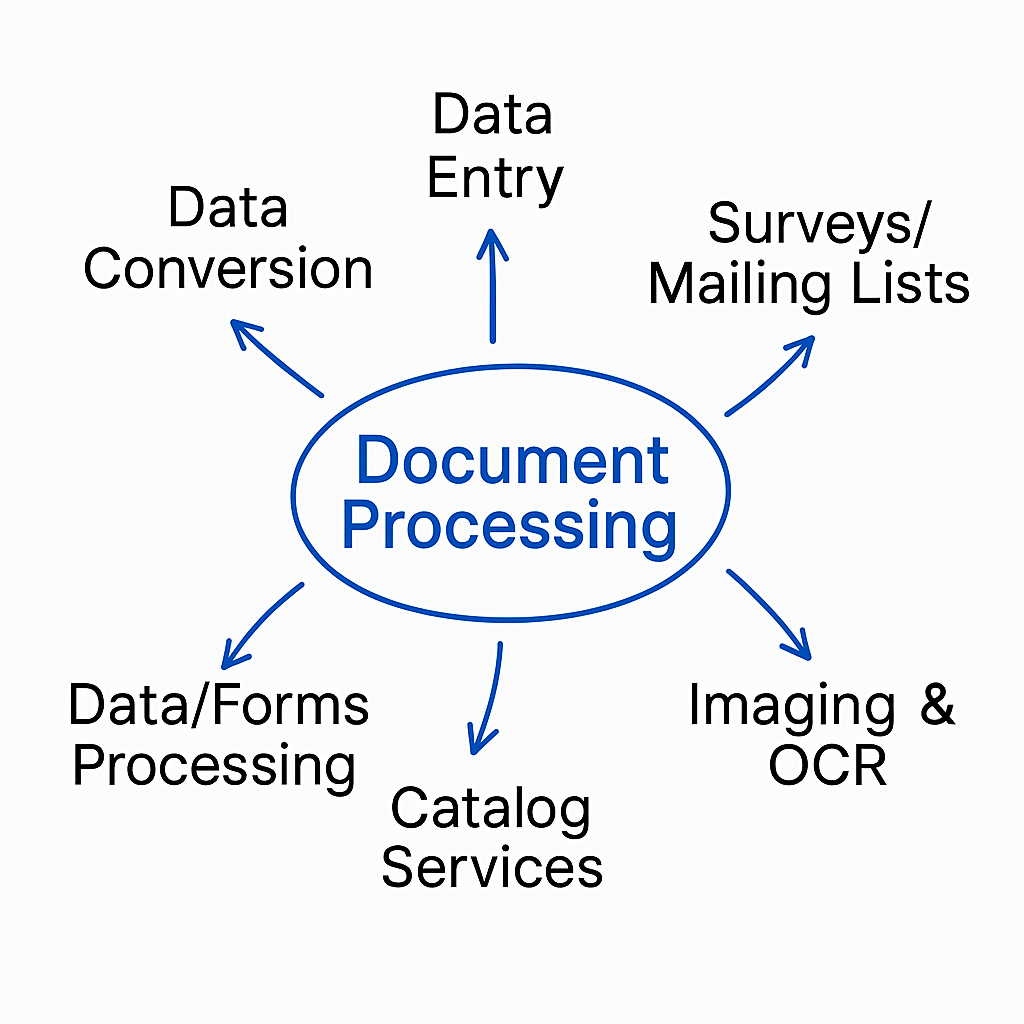 Data
Entry
Data
Conversion
Surveys/
Mailing Lists
Document
Processing
Data/Forms
Processing
Imaging &
OCR
Catalog
Services